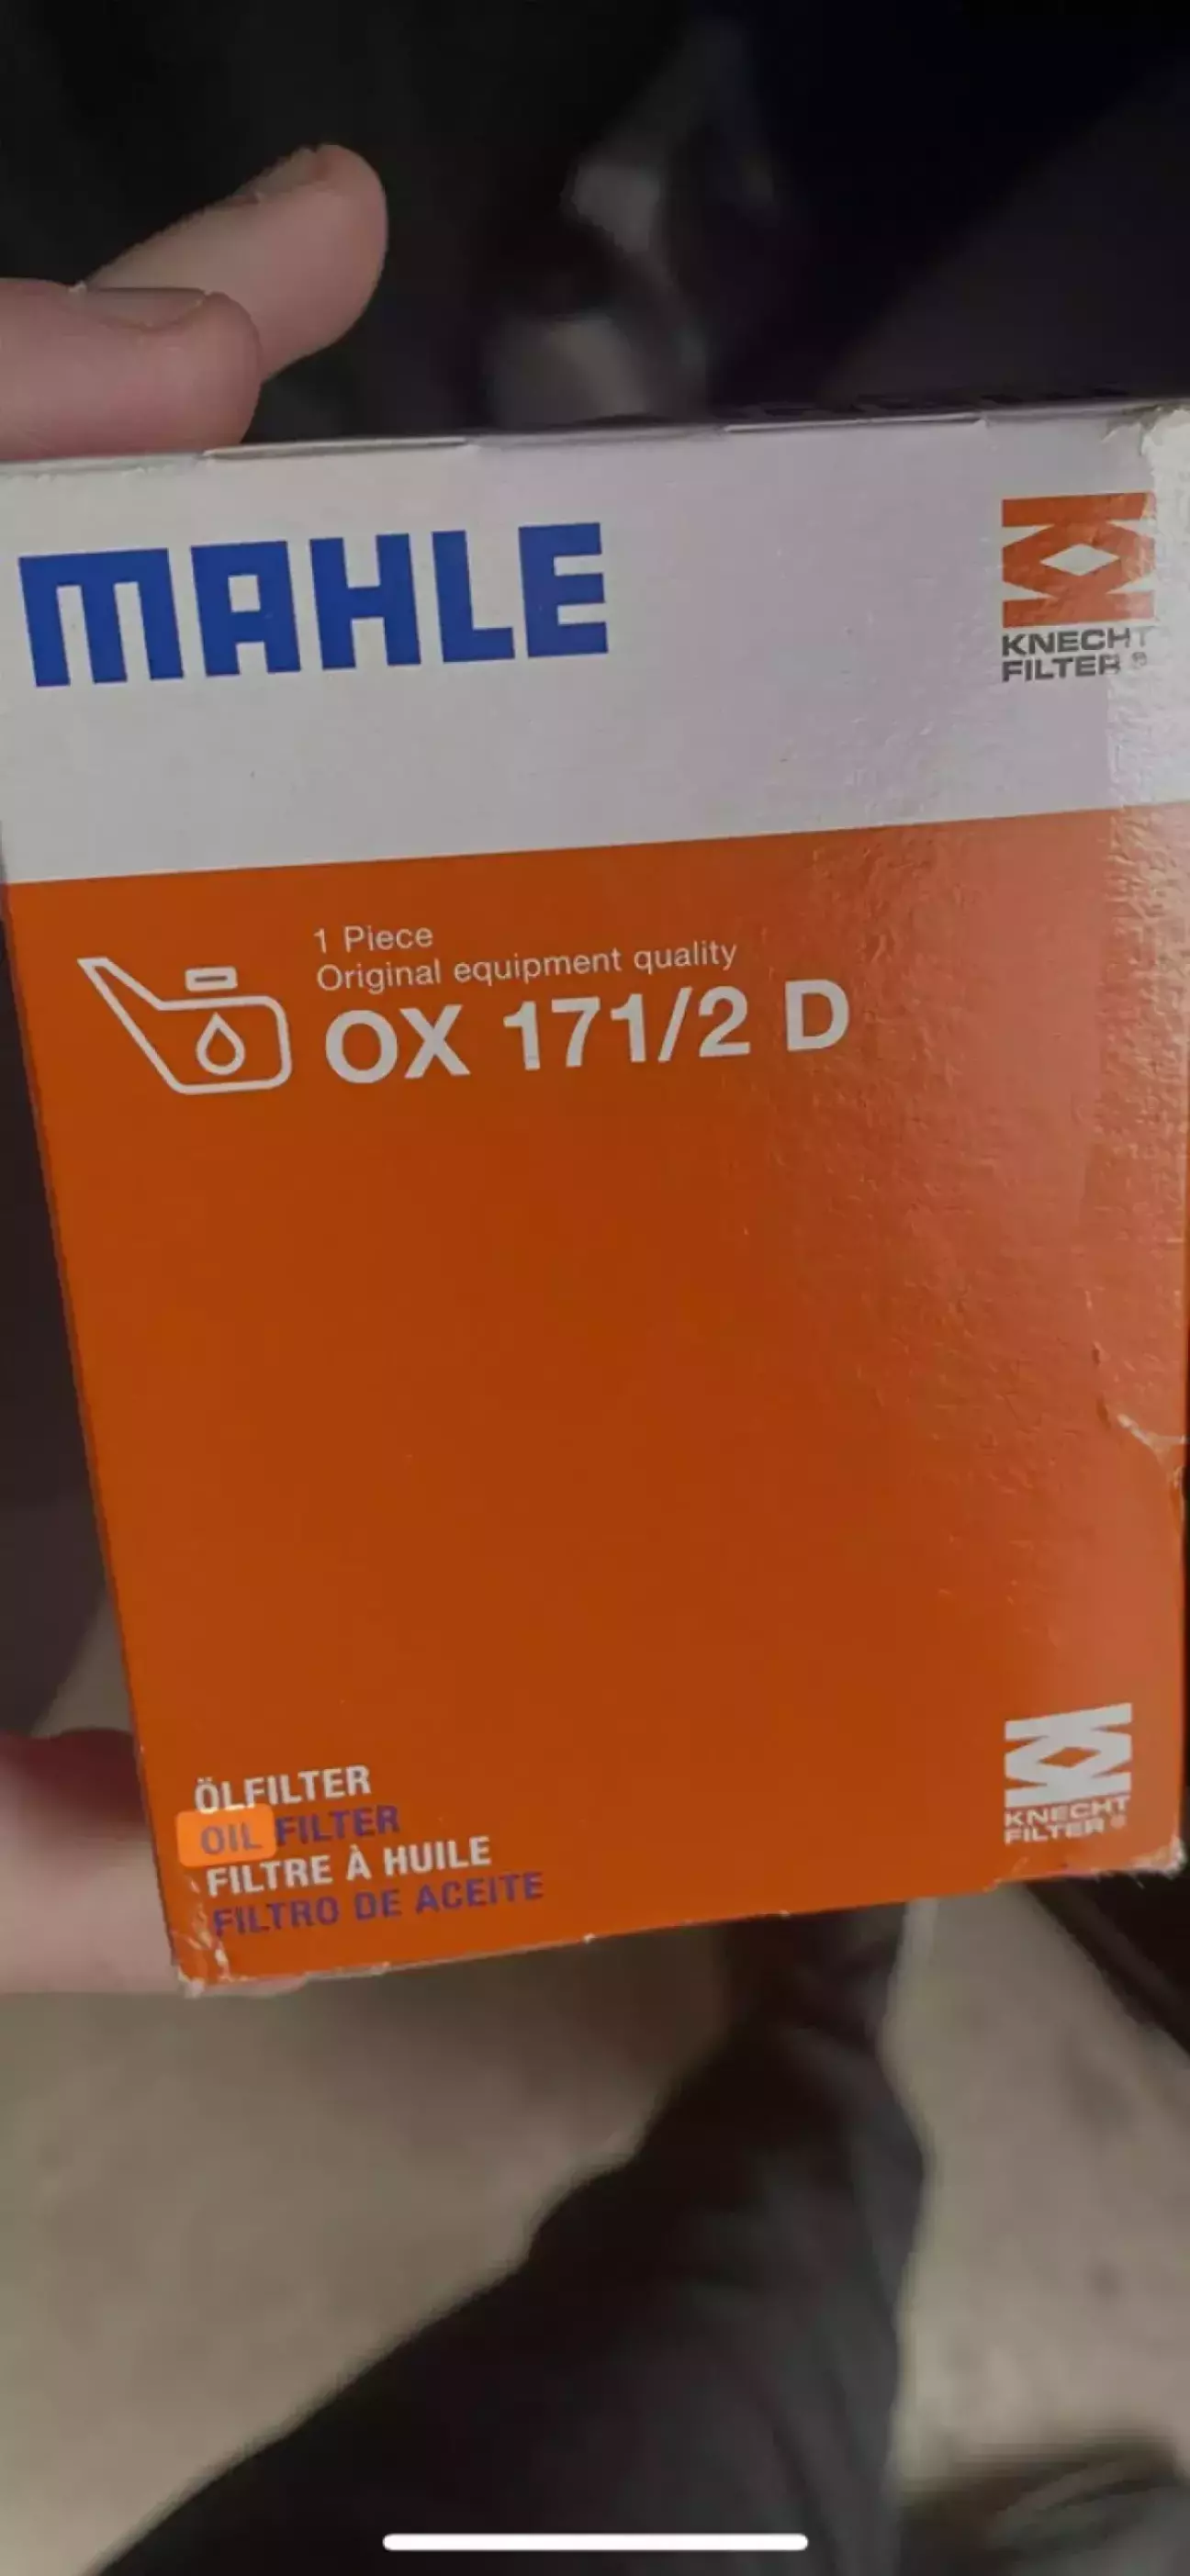 MAHLE
KNECHT
FILTER®
1 Piece
Original equipment quality
OX 171/2 D
ÖLFILTER
OIL FILTER
FILTRE À HUILE
FILTRO DE ACEITE
KNECHT
FILTER®